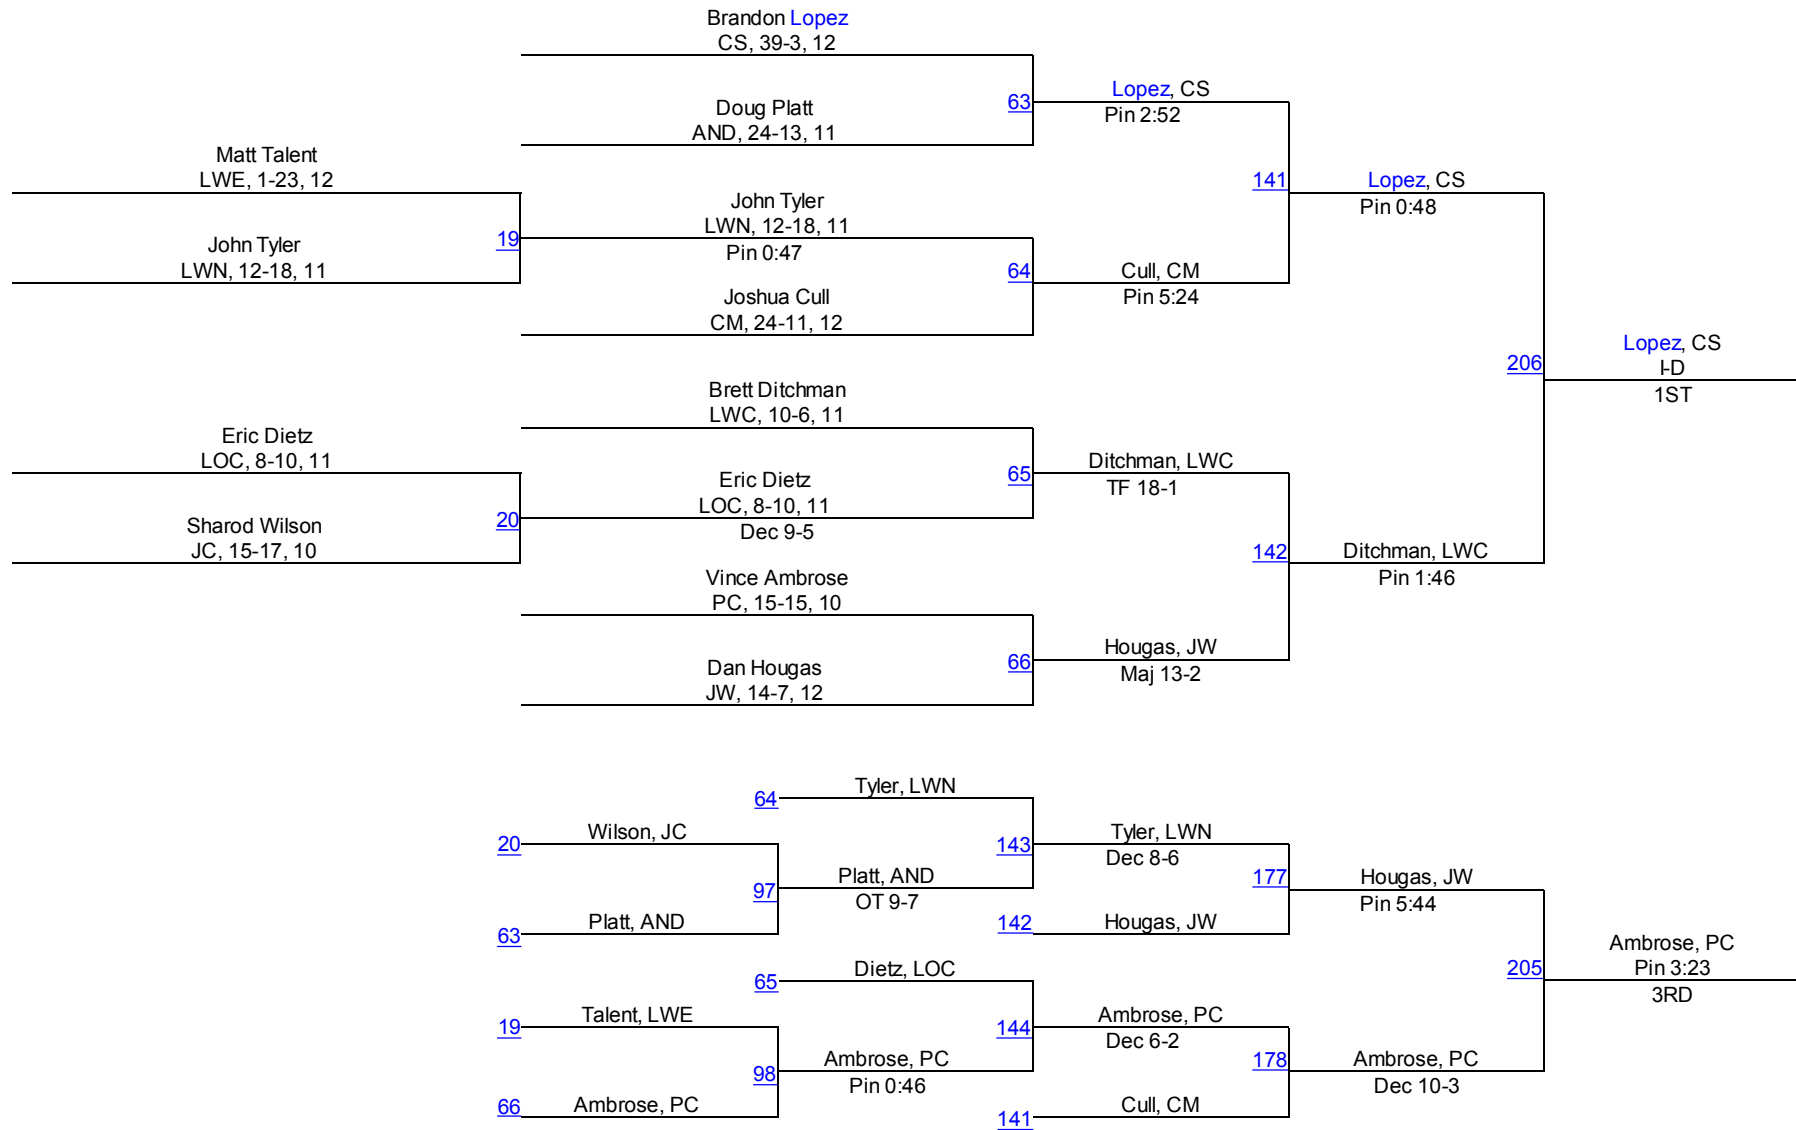 Brandon Lopez
CS, 39-3, 12
63
Doug Platt
AND, 24-13, 11
Lopez, CS
Pin 2:52
Matt Talent
LWE, 1-23, 12
19
John Tyler
LWN, 12-18, 11
John Tyler
LWN, 12-18, 11
Pin 0:47
64
Joshua Cull
CM, 24-11, 12
Cull, CM
Pin 5:24
141
Lopez, CS
Pin 0:48
Brett Ditchman
LWC, 10-6, 11
Eric Dietz
LOC, 8-10, 11
20
Sharod Wilson
JC, 15-17, 10
65
Eric Dietz
LOC, 8-10, 11
Dec 9-5
Ditchman, LWC
TF 18-1
Vince Ambrose
PC, 15-15, 10
66
Dan Hougas
JW, 14-7, 12
Hougas, JW
Maj 13-2
142
Ditchman, LWC
Pin 1:46
206
Lopez, CS
I-D
1ST
64
Tyler, LWN
20
Wilson, JC
97
63
Platt, AND
Platt, AND
OT 9-7
143
Tyler, LWN
Dec 8-6
177
142
Hougas, JW
Hougas, JW
Pin 5:44
65
Dietz, LOC
19
Talent, LWE
98
66
Ambrose, PC
Ambrose, PC
Pin 0:46
144
Ambrose, PC
Dec 6-2
178
141
Cull, CM
Ambrose, PC
Dec 10-3
205
Ambrose, PC
Pin 3:23
3RD